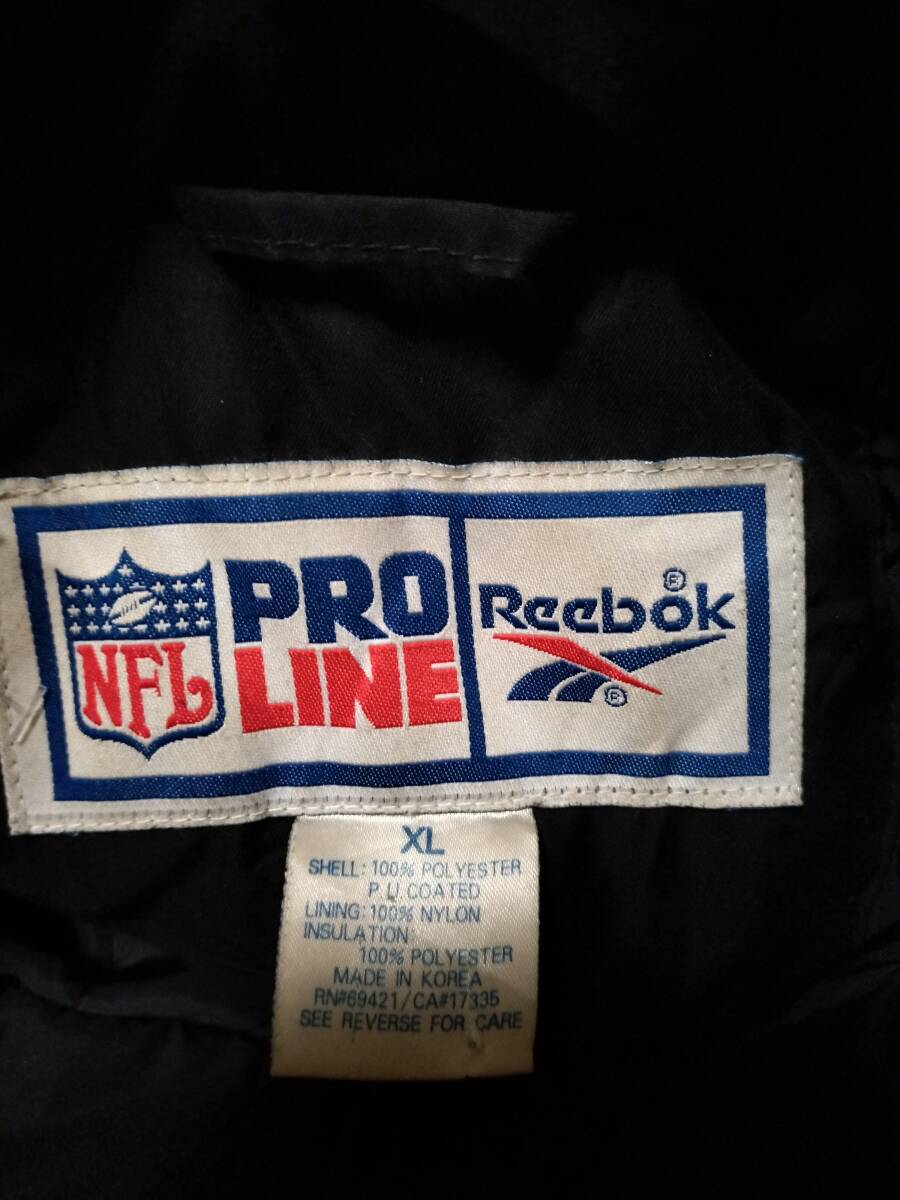 NFL
PRO
LINE
Reebok ®
®
XL
SHELL: 100% POLYESTER
P U COATED
LINING: 100% NYLON
INSULATION:
100% POLYESTER
MADE IN KOREA
RN#69421/CA#17335
SEE REVERSE FOR CARE